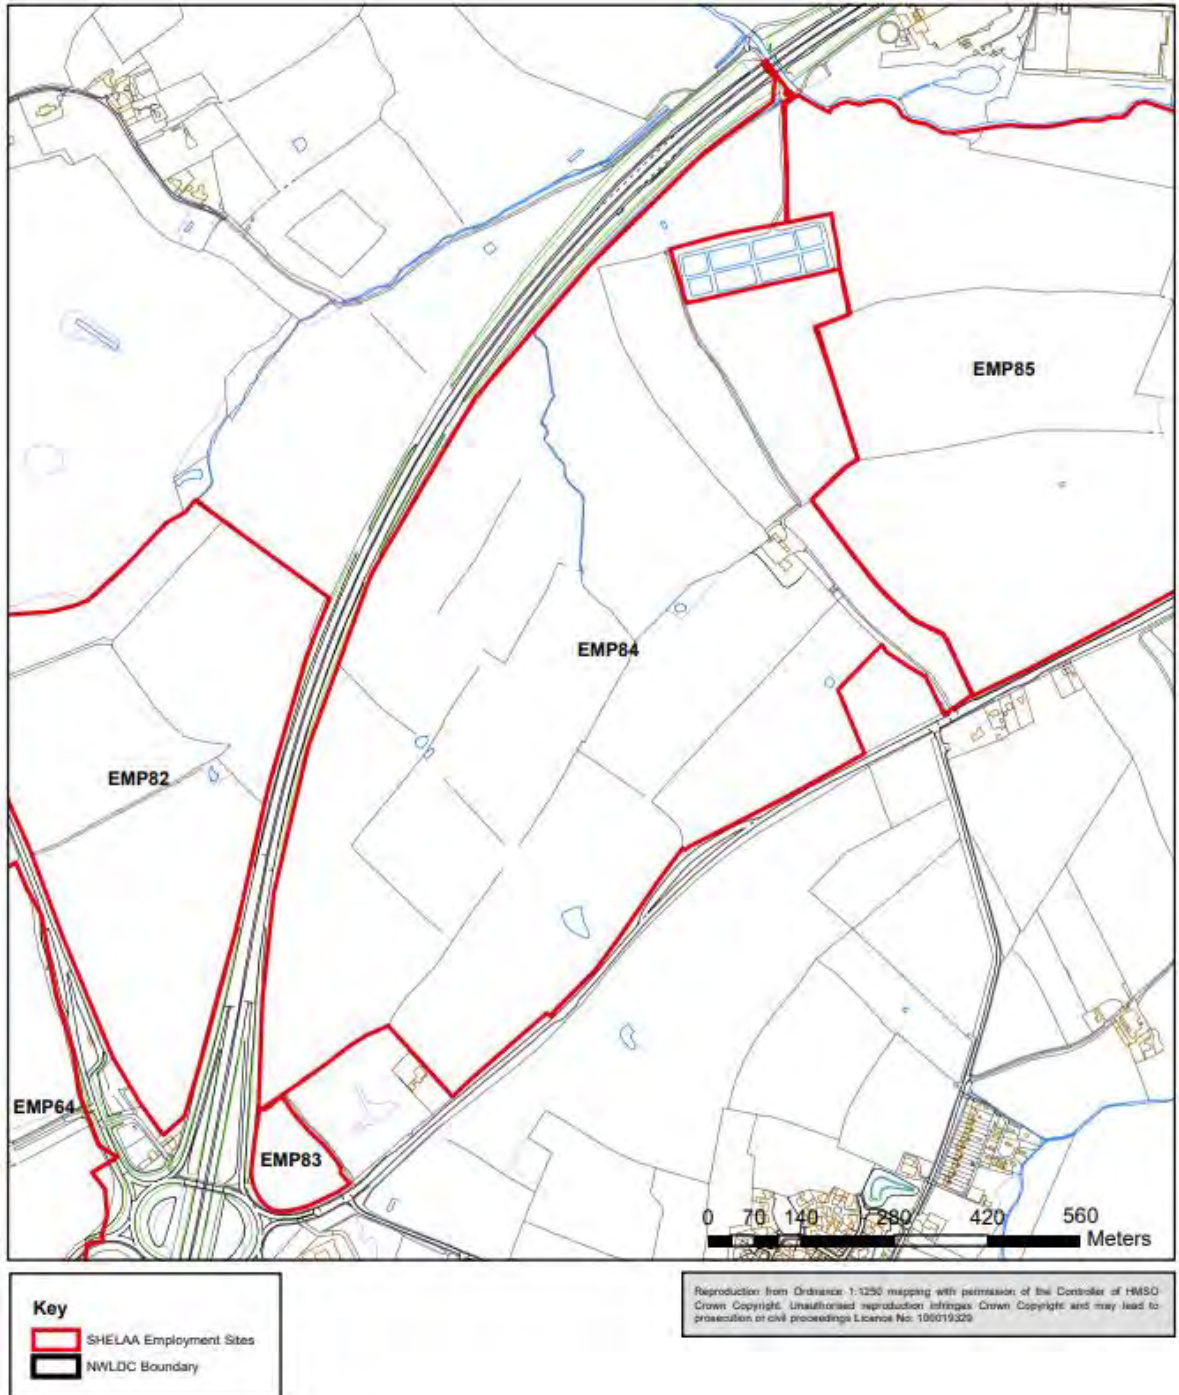 EMP85
EMP84
EMP82
EMP64
EMP83
0 70 140 280 420 560
Meters
Key
SHELAA Employment Sites
NWLDC Boundary
Reproduction from Ordnance 1:1250 mapping with permission of the Controller of HMSO
Crown Copyright. Unauthorised reproduction infringes Crown Copyright and may lead to
prosecution or civil proceedings Licence No: 100019329